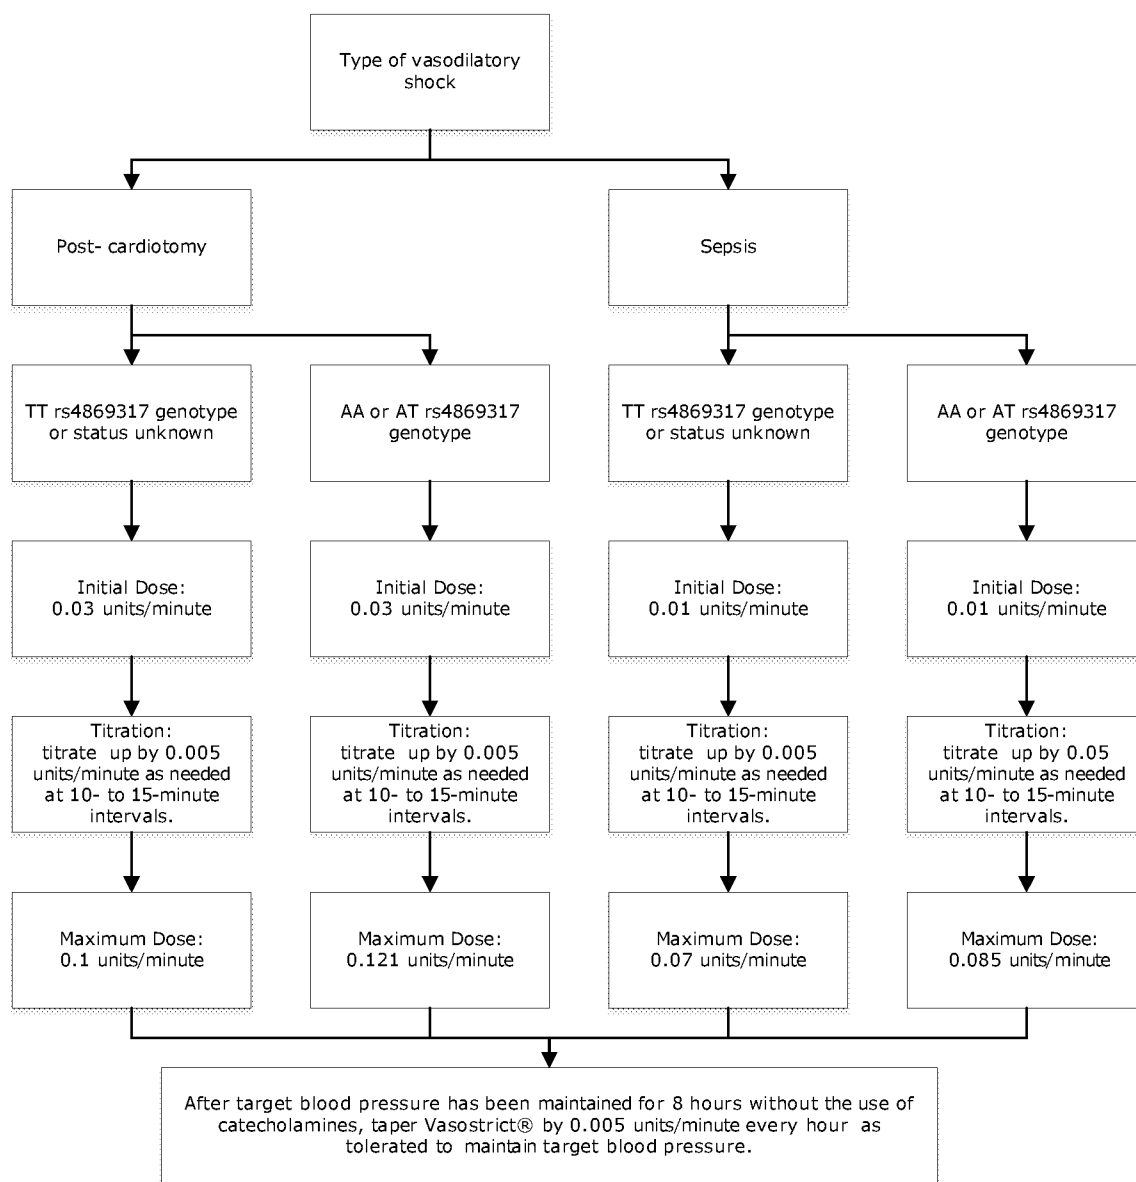 Type of vasodilatory
shock
Post- cardiotomy
Sepsis
TT rs4869317 genotype
or status unknown
AA or AT rs4869317
genotype
TT rs4869317 genotype
or status unknown
AA or AT rs4869317
genotype
Initial Dose:
0.03 units/minute
Initial Dose:
0.03 units/minute
Initial Dose:
0.01 units/minute
Initial Dose:
0.01 units/minute
Titration:
titrate up by 0.005
units/minute as needed
at 10- to 15-minute
intervals.
Titration:
titrate up by 0.005
units/minute as needed
at 10- to 15-minute
intervals.
Titration:
titrate up by 0.005
units/minute as needed
at 10- to 15-minute
intervals.
Titration:
titrate up by 0.05
units/minute as needed
at 10- to 15-minute
intervals.
Maximum Dose:
0.1 units/minute
Maximum Dose:
0.121 units/minute
Maximum Dose:
0.07 units/minute
Maximum Dose:
0.085 units/minute
After target blood pressure has been maintained for 8 hours without the use of
catecholamines, taper Vasostrict® by 0.005 units/minute every hour as
tolerated to maintain target blood pressure.